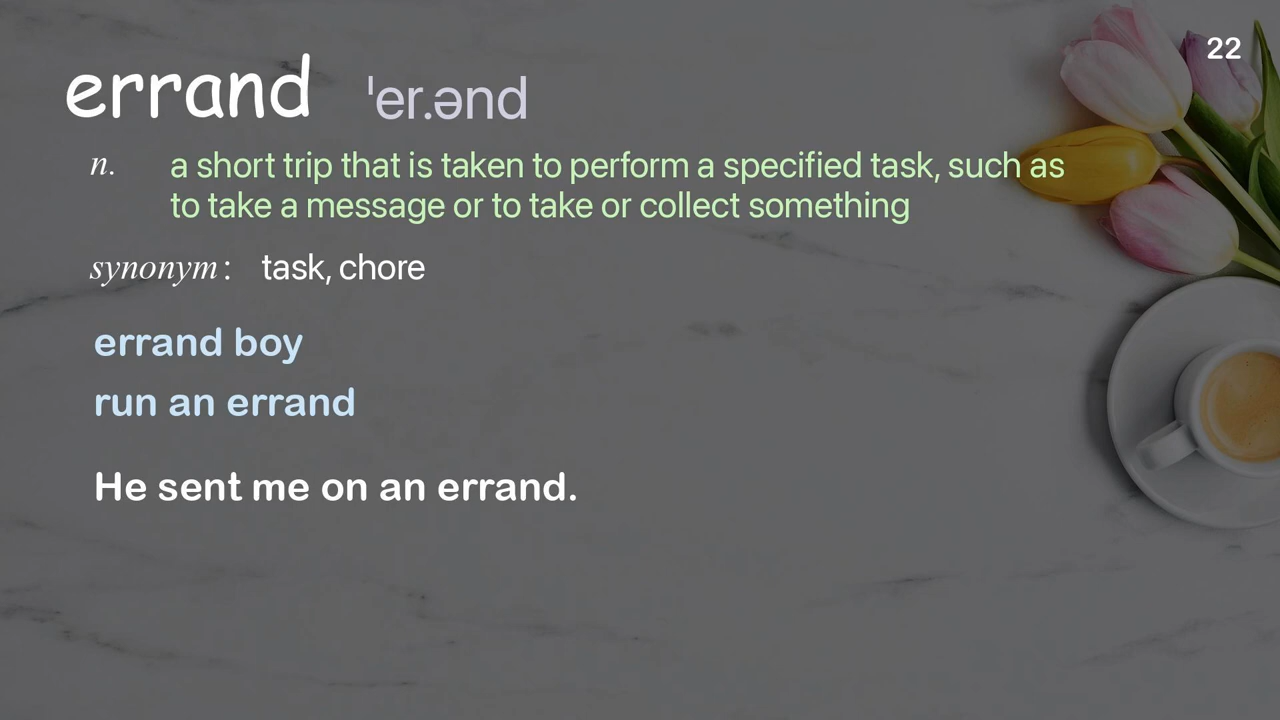 22
errand ˈer.ənd
n. a short trip that is taken to perform a specified task, such as
to take a message or to take or collect something
synonym: task, chore
errand boy
run an errand
He sent me on an errand.